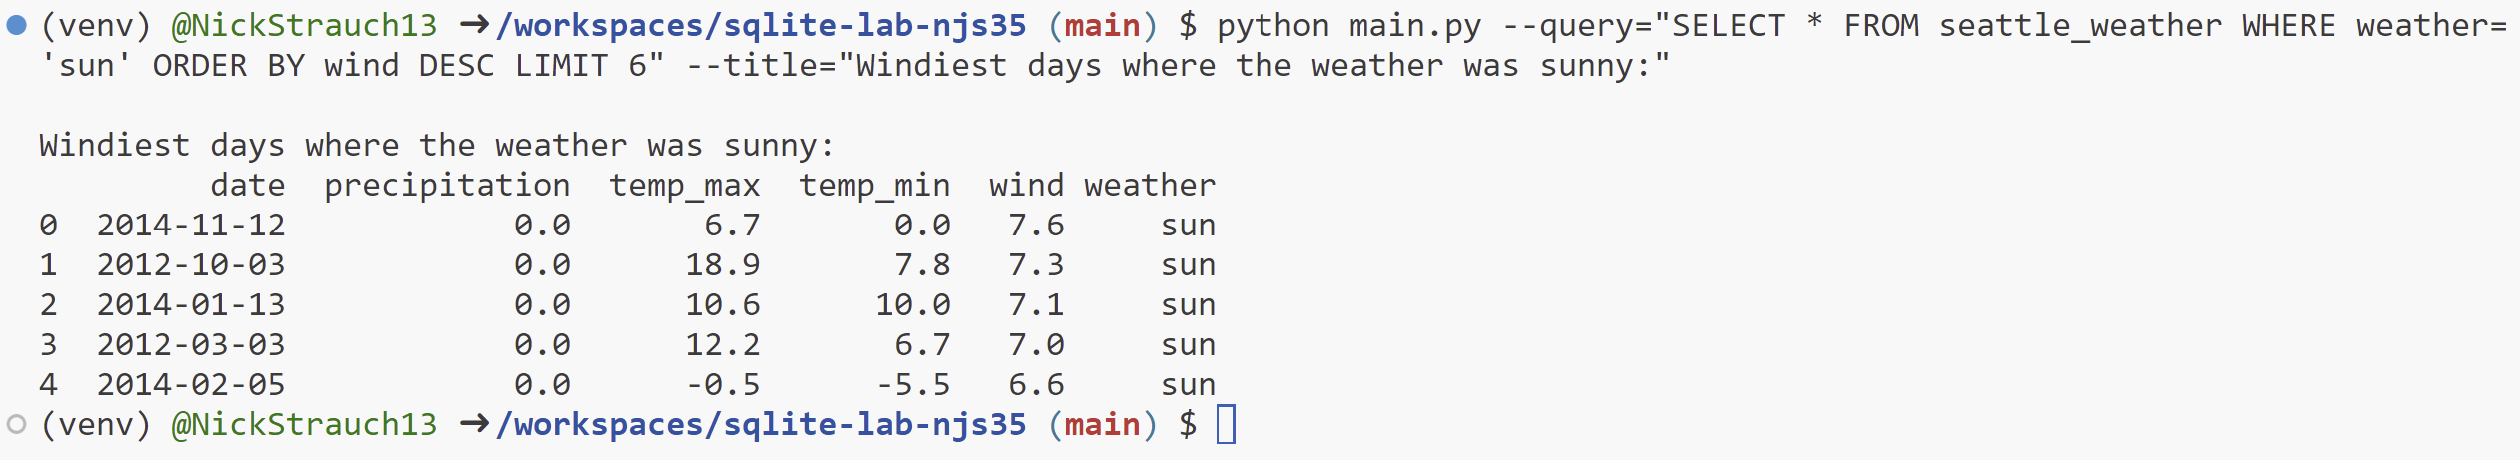 (venv) @NickStrauch13 ➜/workspaces/sqlite-lab-njs35 (main) $ python main.py --query="SELECT * FROM seattle_weather WHERE weather=
'sun' ORDER BY wind DESC LIMIT 6" --title="Windiest days where the weather was sunny:"

Windiest days where the weather was sunny:
         date  precipitation  temp_max  temp_min  wind weather
0  2014-11-12            0.0       6.7       0.0   7.6     sun
1  2012-10-03            0.0      18.9       7.8   7.3     sun
2  2014-01-13            0.0      10.6      10.0   7.1     sun
3  2012-03-03            0.0      12.2       6.7   7.0     sun
4  2014-02-05            0.0      -0.5      -5.5   6.6     sun
(venv) @NickStrauch13 ➜/workspaces/sqlite-lab-njs35 (main) $